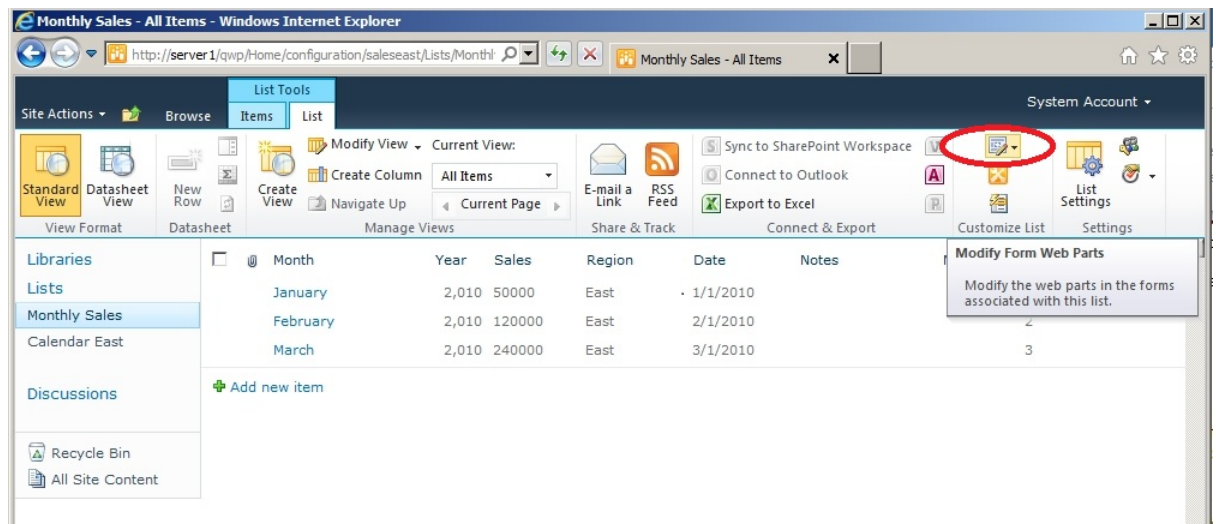 Monthly Sales - All Items - Windows Internet Explorer
http://server1/qwp/Home/configuration/saleseast/Lists/Monthl
Monthly Sales - All Items
List Tools
System Account
Site Actions Browse Items List
Standard View
Datasheet View
New Row
Create View
Modify View
Create Column
Navigate Up
Current View:
All Items
Current Page
E-mail a Link
RSS Feed
Sync to SharePoint Workspace
Connect to Outlook
Export to Excel
List Settings
View Format Datasheet Manage Views Share & Track Connect & Export Customize List Settings
Modify Form Web Parts
Modify the web parts in the forms
associated with this list.
Libraries
Lists
Monthly Sales
Calendar East
Discussions
Recycle Bin
All Site Content
Month Year Sales Region Date Notes
January 2,010 50000 East 1/1/2010
February 2,010 120000 East 2/1/2010 2
March 2,010 240000 East 3/1/2010 3
Add new item